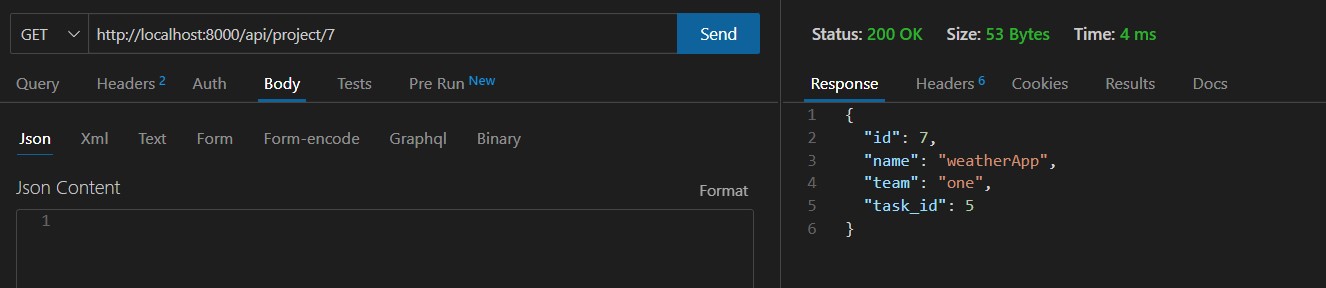 GET http://localhost:8000/api/project/7 Send
Query Headers 2 Auth Body Tests Pre Run New
Json Xml Text Form Form-encode Graphql Binary
Json Content Format
1
Status: 200 OK Size: 53 Bytes Time: 4 ms
Response Headers 6 Cookies Results Docs
1 {
2 "id": 7,
3 "name": "weatherApp",
4 "team": "one",
5 "task_id": 5
6 }